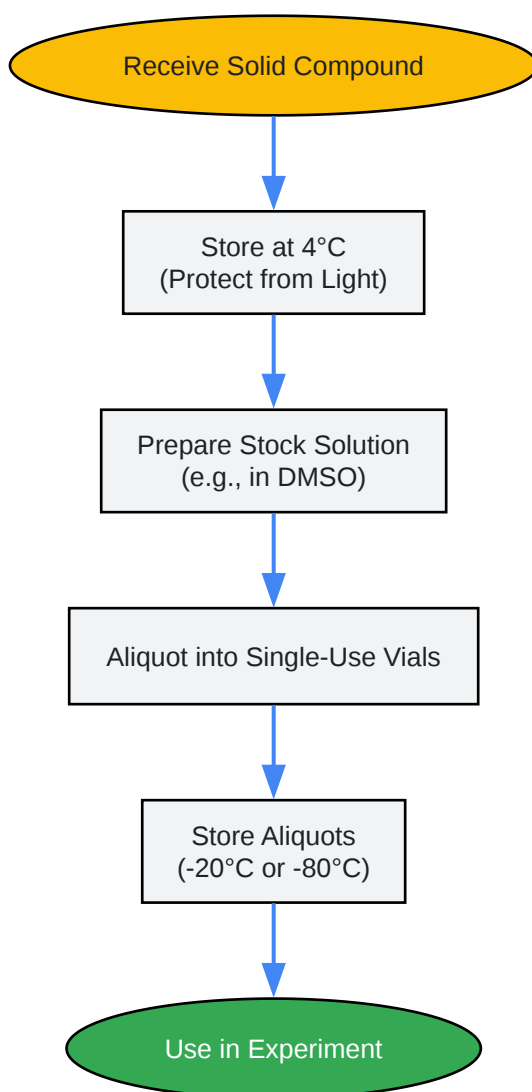 Receive Solid Compound
Store at 4°C
(Protect from Light)
Prepare Stock Solution
(e.g., in DMSO)
Aliquot into Single-Use Vials
Store Aliquots
(-20°C or -80°C)
Use in Experiment